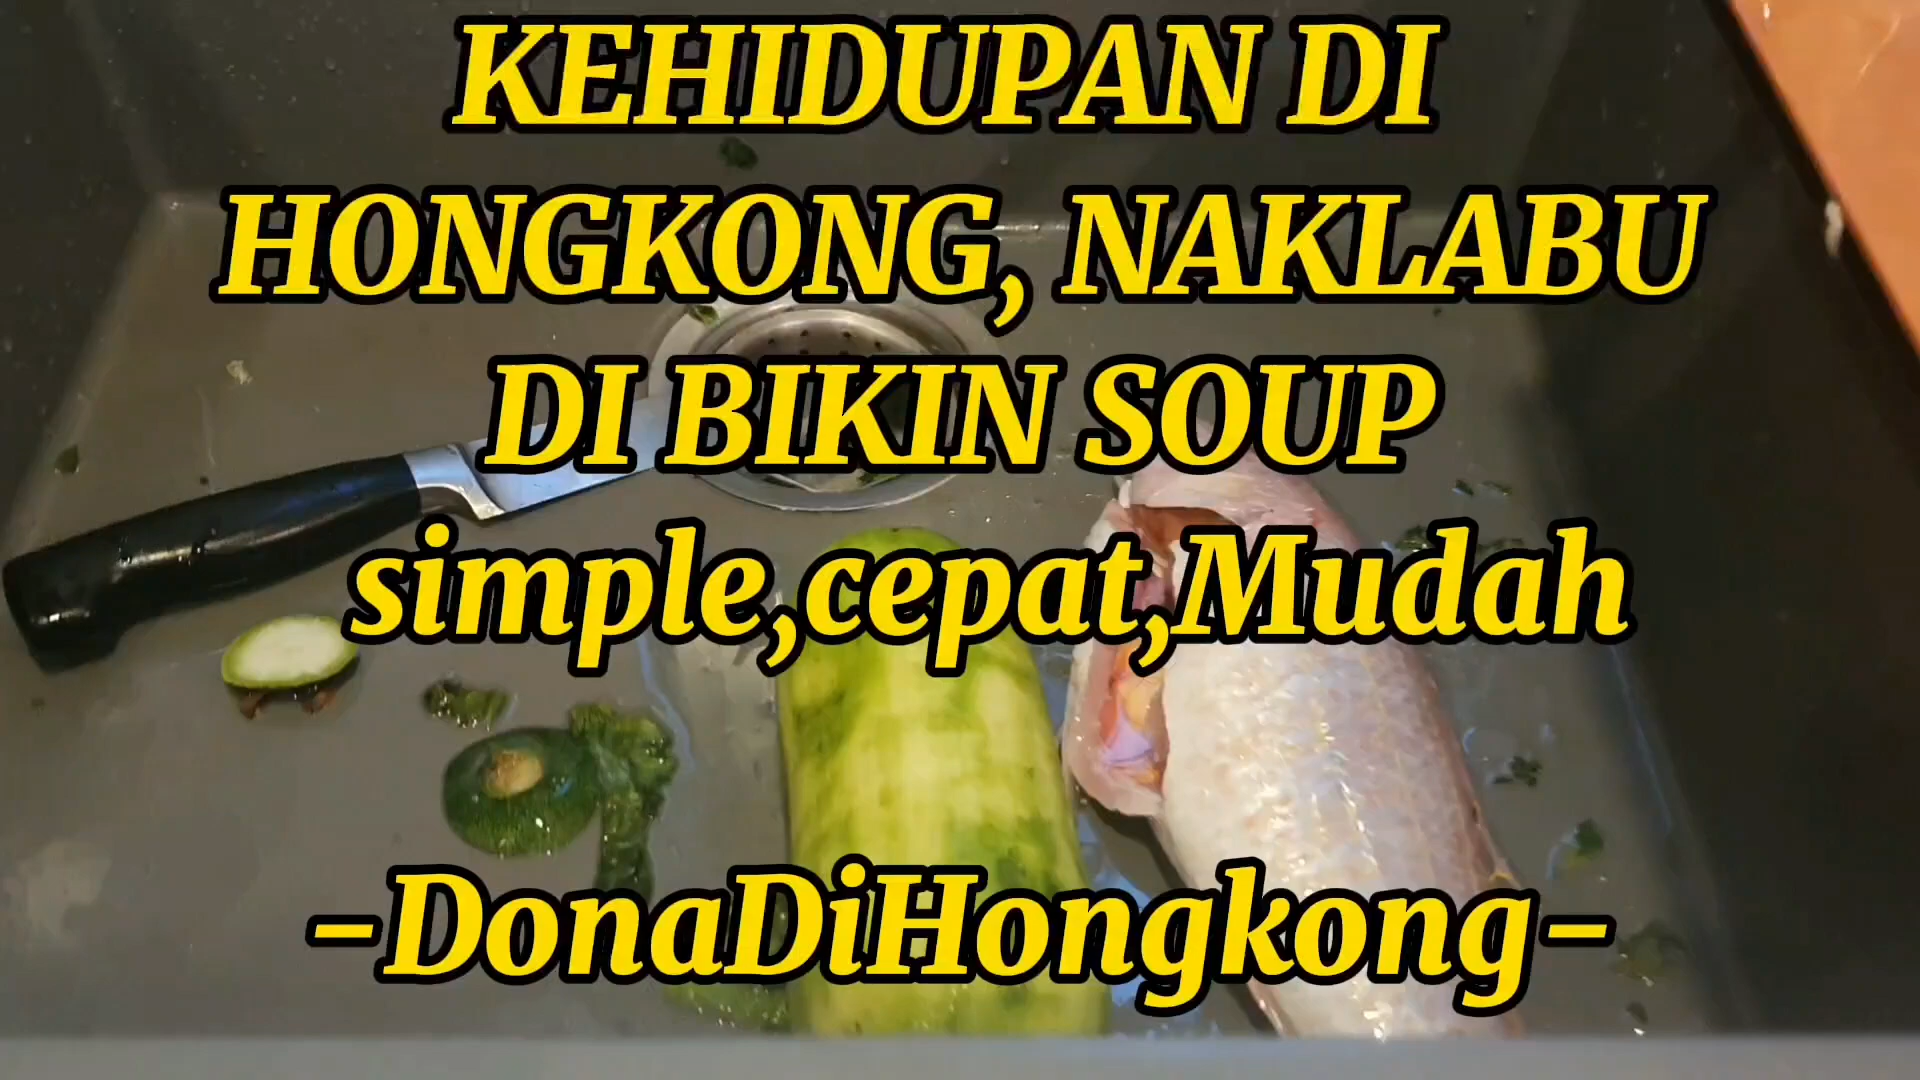 KEHIDUPAN DI
HONGKONG, NAKLABU
DI BIKIN SOUP
simple,cepat,Mudah
-DonaDiHongkong-